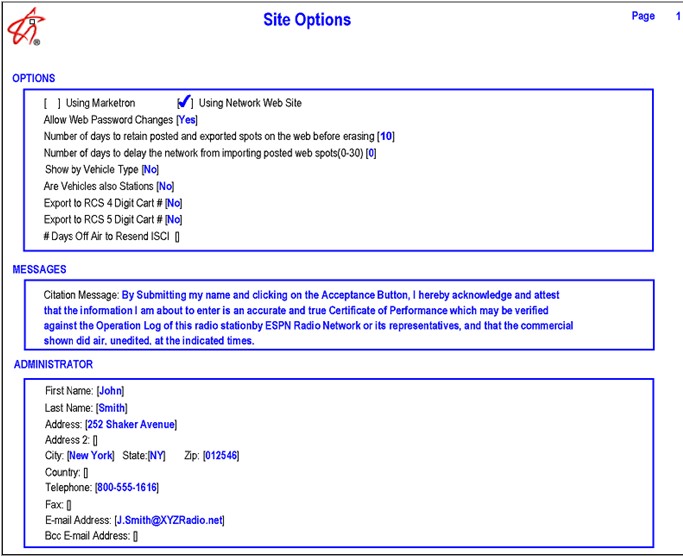 Site Options
Page 1
®
OPTIONS
[ ] Using Marketron [✔] Using Network Web Site
Allow Web Password Changes [Yes]
Number of days to retain posted and exported spots on the web before erasing [10]
Number of days to delay the network from importing posted web spots(0-30) [0]
Show by Vehicle Type [No]
Are Vehicles also Stations [No]
Export to RCS 4 Digit Cart # [No]
Export to RCS 5 Digit Cart # [No]
# Days Off Air to Resend ISCI []
MESSAGES
Citation Message: By Submitting my name and clicking on the Acceptance Button, I hereby acknowledge and attest
that the information I am about to enter is an accurate and true Certificate of Performance which may be verified
against the Operation Log of this radio stationby ESPN Radio Network or its representatives, and that the commercial
shown did air, unedited, at the indicated times.
ADMINISTRATOR
First Name: [John]
Last Name: [Smith]
Address: [252 Shaker Avenue]
Address 2: []
City: [New York] State:[NY] Zip: [012546]
Country: []
Telephone: [800-555-1616]
Fax: []
E-mail Address: [J.Smith@XYZRadio.net]
Bcc E-mail Address: []